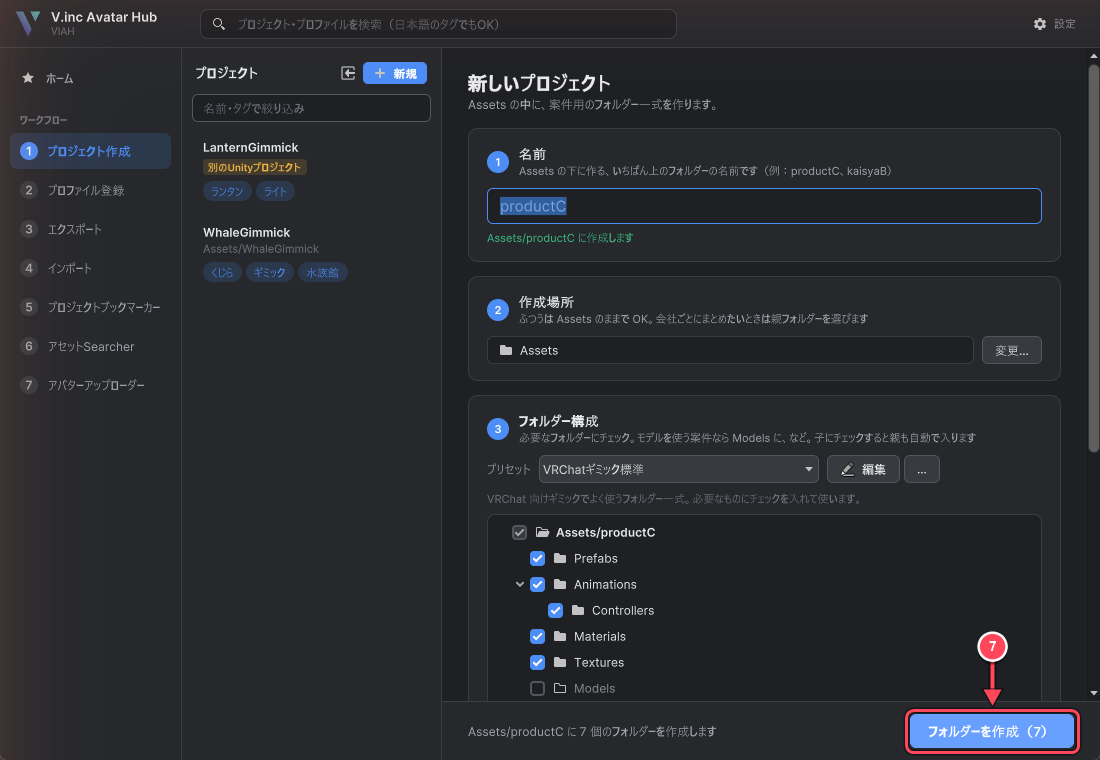 V.inc Avatar Hub
VIAH
プロジェクト・プロファイルを検索（日本語のタグでもOK）
設定
ホーム
ワークフロー
1 プロジェクト作成
2 プロファイル登録
3 エクスポート
4 インポート
5 プロジェクトブックマーカー
6 アセットSearcher
7 アバターアップローダー
プロジェクト
＋ 新規
名前・タグで絞り込み
LanternGimmick
別のUnityプロジェクト
ランタン ライト
WhaleGimmick
Assets/WhaleGimmick
くじら ギミック 水族館
新しいプロジェクト
Assets の中に、案件用のフォルダー一式を作ります。
1 名前
Assets の下に作る、いちばん上のフォルダーの名前です（例：productC、kaisyaB）
productC
Assets/productC に作成します
2 作成場所
ふつうは Assets のままで OK。会社ごとにまとめたいときは親フォルダーを選びます
Assets
変更...
3 フォルダー構成
必要なフォルダーにチェック。モデルを使う案件なら Models に、など。子にチェックすると親も自動で入ります
プリセット VRChatギミック標準 編集 ...
VRChat 向けギミックでよく使うフォルダー一式。必要なものにチェックを入れて使います。
Assets/productC
Prefabs
Animations
Controllers
Materials
Textures
Models
7
Assets/productC に 7 個のフォルダーを作成します
フォルダーを作成（7）